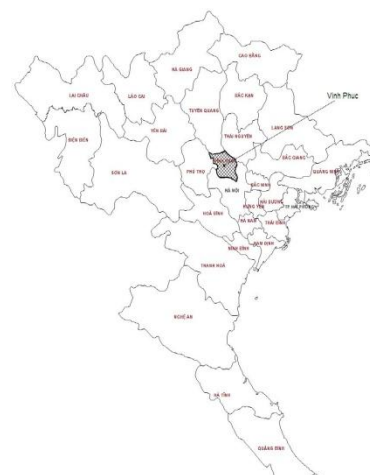 CAO BẰNG
HÀ GIANG
Vinh Phuc
LAI CHÂU
LÀO CAI
BẮC KẠN
TUYÊN QUANG
LẠNG SƠN
YÊN BÁI
THÁI NGUYÊN
ĐIỆN BIÊN
BẮC GIANG
SƠN LA
PHÚ THỌ
QUẢNG NINH
BẮC NINH
HÀ NỘI
HẢI DƯƠNG
HƯNG YÊN
HOÀ BÌNH
HÀ NAM
THÁI BÌNH
NAM ĐỊNH
NINH BÌNH
THANH HOÁ
NGHỆ AN
HÀ TĨNH
QUẢNG BÌNH